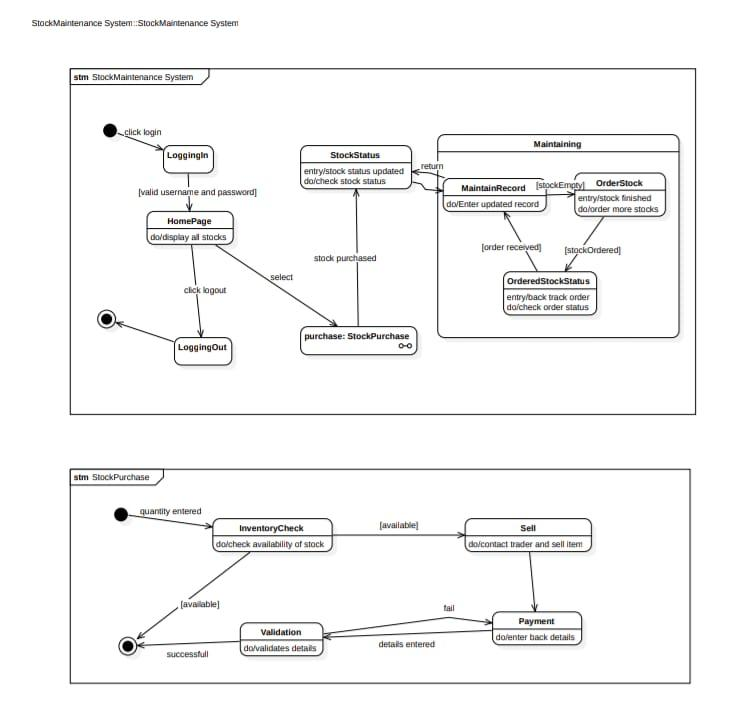 StockMaintenance System::StockMaintenance System
stm StockMaintenance System
click login
LoggingIn
[valid username and password]
HomePage
do/display all stocks
click logout
select
LoggingOut
StockStatus
entry/stock status updated
do/check stock status
stock purchased
purchase: StockPurchase
return
Maintaining
MaintainRecord
do/Enter updated record
[stockEmpty]
OrderStock
entry/stock finished
do/order more stocks
[order received]
[stockOrdered]
OrderedStockStatus
entry/back track order
do/check order status
stm StockPurchase
quantity entered
InventoryCheck
do/check availability of stock
[available]
Sell
do/contact trader and sell item
[available]
fail
Payment
do/enter back details
Validation
do/validates details
details entered
successfull